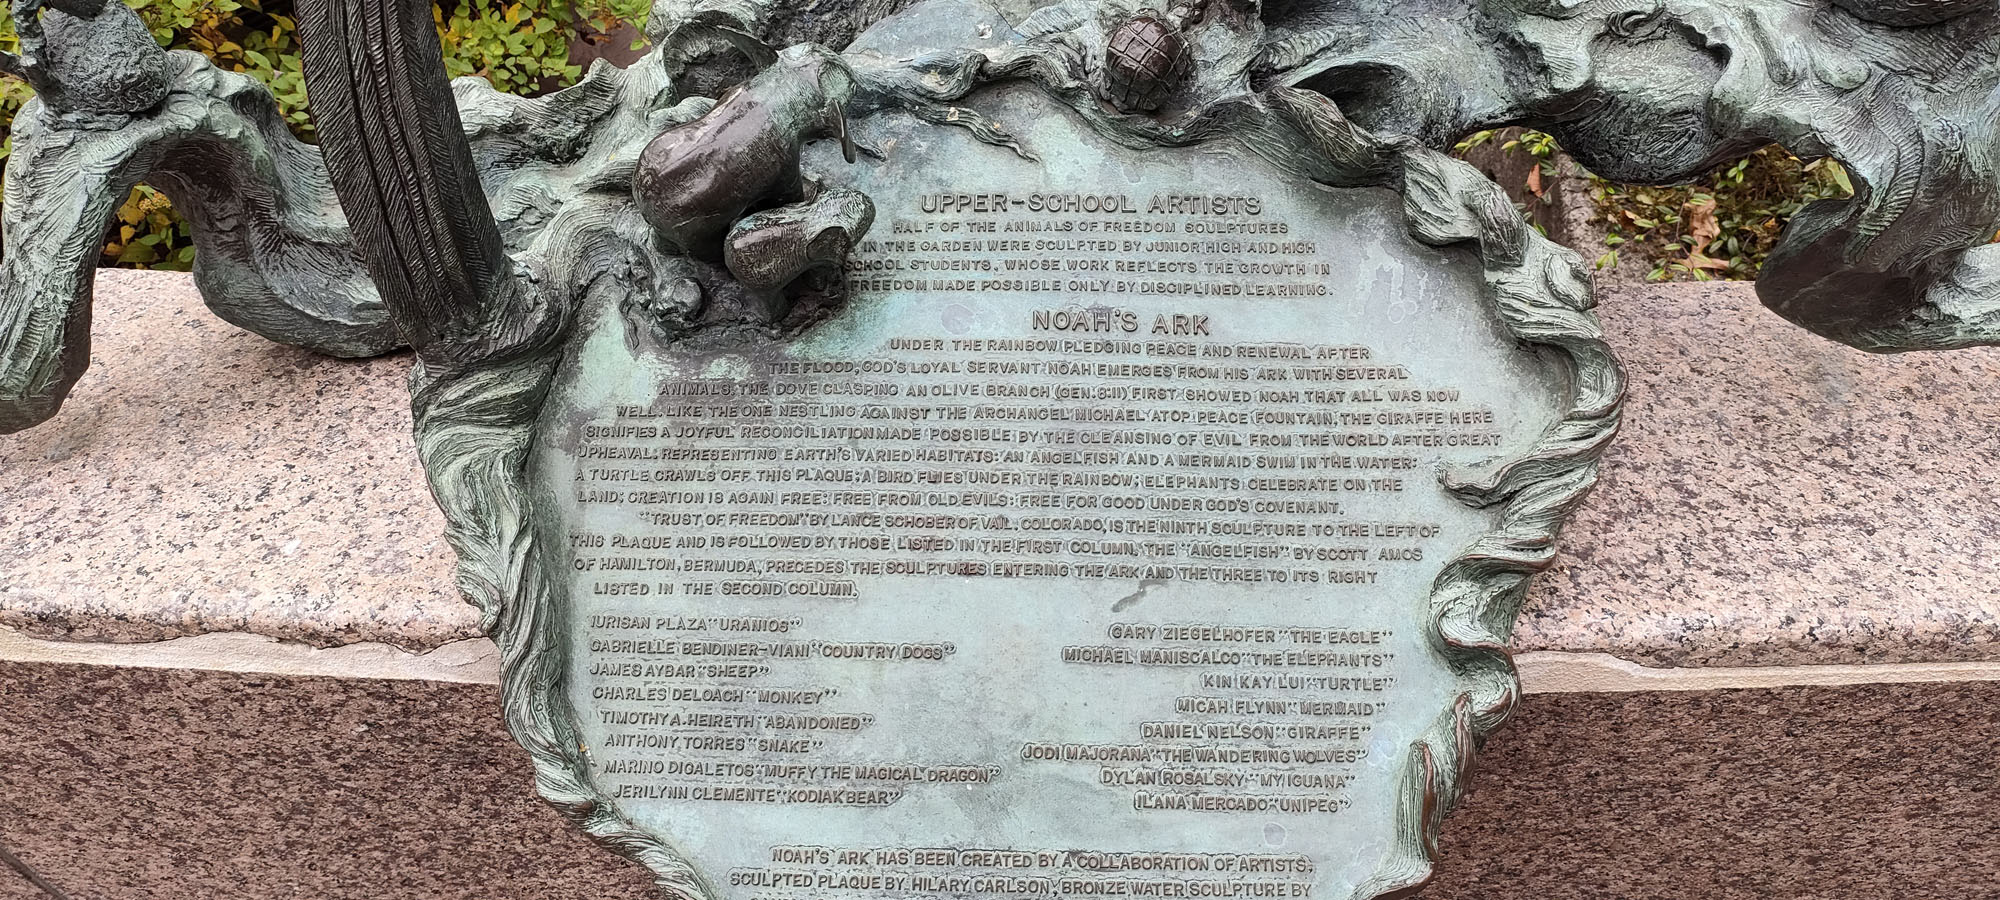 UPPER-SCHOOL ARTISTS
HALF OF THE ANIMALS OF FREEDOM SCULPTURES
IN THE GARDEN WERE SCULPTED BY JUNIOR HIGH AND HIGH
SCHOOL STUDENTS, WHOSE WORK REFLECTS THE GROWTH IN
FREEDOM MADE POSSIBLE ONLY BY DISCIPLINED LEARNING.
NOAH'S ARK
UNDER THE RAINBOW PLEDGING PEACE AND RENEWAL AFTER
THE FLOOD, GOD'S LOYAL SERVANT NOAH EMERGES FROM HIS ARK WITH SEVERAL
ANIMALS. THE DOVE CLASPING AN OLIVE BRANCH (GEN. 8:11) FIRST SHOWED NOAH THAT ALL WAS NOW
WELL. LIKE THE ONE NESTLING AGAINST THE ARCHANGEL MICHAEL ATOP PEACE FOUNTAIN, THE GIRAFFE HERE
SIGNIFIES A JOYFUL RECONCILIATION MADE POSSIBLE BY THE CLEANSING OF EVIL FROM THE WORLD AFTER GREAT
UPHEAVAL. REPRESENTING EARTH'S VARIED HABITATS: AN ANGELFISH AND A MERMAID SWIM IN THE WATER;
A TURTLE CRAWLS OFF THIS PLAQUE; A BIRD FLIES UNDER THE RAINBOW; ELEPHANTS CELEBRATE ON THE
LAND: CREATION IS AGAIN FREE: FREE FROM OLD EVILS: FREE FOR GOOD UNDER GOD'S COVENANT.
"TRUST OF FREEDOM" BY LANCE SCHOBER OF VAIL, COLORADO, IS THE NINTH SCULPTURE TO THE LEFT OF
THIS PLAQUE AND IS FOLLOWED BY THOSE LISTED IN THE FIRST COLUMN. THE "ANGELFISH" BY SCOTT AMOS
OF HAMILTON, BERMUDA, PRECEDES THE SCULPTURES ENTERING THE ARK AND THE THREE TO ITS RIGHT
LISTED IN THE SECOND COLUMN.
IURISAN PLAZA "URANIOS"
GABRIELLE BENDINER-VIANI "COUNTRY DOGS"
JAMES AYBAR "SHEEP"
CHARLES DELOACH "MONKEY"
TIMOTHY A. HEIRETH "ABANDONED"
ANTHONY TORRES "SNAKE"
MARINO DIGALETOS "MUFFY THE MAGICAL DRAGON"
JERILYNN CLEMENTE "KODIAK BEAR"
GARY ZIEGELHOFER "THE EAGLE"
MICHAEL MANISCALCO "THE ELEPHANTS"
KIN KAY LUI "TURTLE"
MICAH FLYNN "MERMAID"
DANIEL NELSON "GIRAFFE"
JODI MAJORANA "THE WANDERING WOLVES"
DYLAN ROSALSKY "MY IGUANA"
ILANA MERCADO "UNIPEG"
NOAH'S ARK HAS BEEN CREATED BY A COLLABORATION OF ARTISTS;
SCULPTED PLAQUE BY HILARY CARLSON, BRONZE WATER SCULPTURE BY